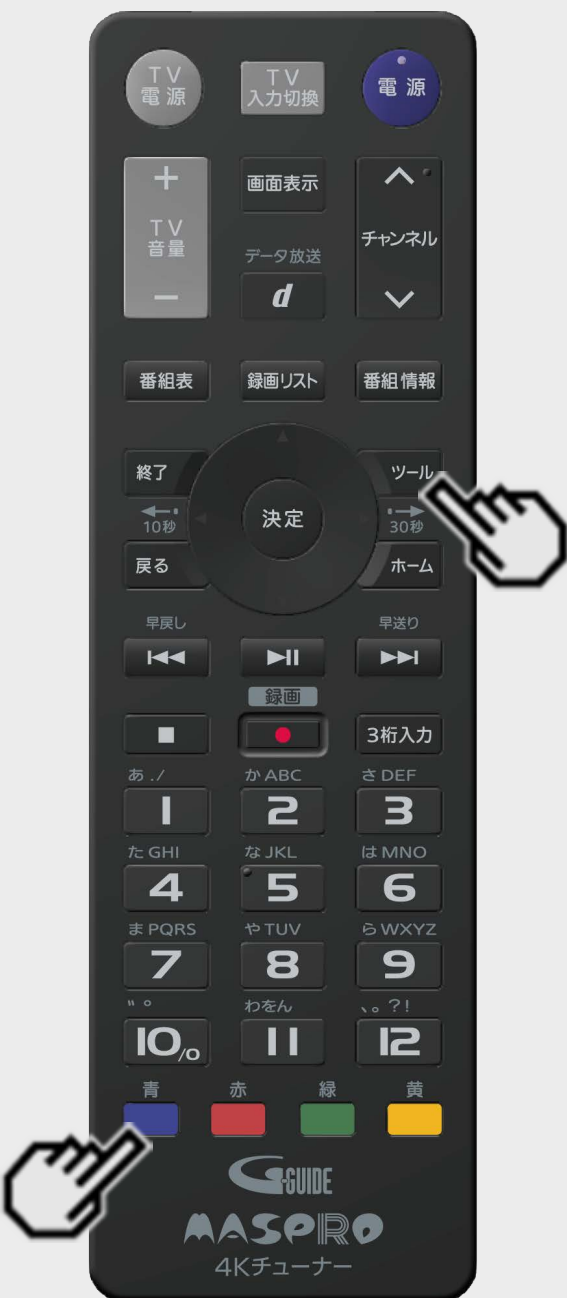 TV
電源
TV
入力切換
電源
+
TV
音量
−
画面表示
データ放送
d
チャンネル
番組表
録画リスト
番組情報
終了
ツール
10秒
決定
30秒
戻る
ホーム
早戻し
早送り
録画
3桁入力
あ./
かABC
さDEF
1
2
3
たGHI
なJKL
はMNO
4
5
6
まPQRS
やTUV
らWXYZ
7
8
9
゛゜
わをん
、。?!
10/0
11
12
青
赤
緑
黄
G-GUIDE
MASPRO
4Kチューナー